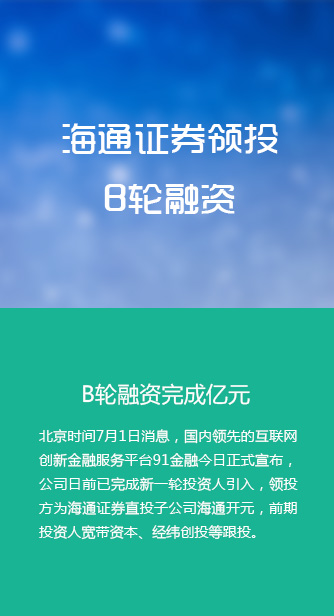 海通证券领投
B轮融资
B轮融资完成亿元
北京时间7月1日消息，国内领先的互联网
创新金融服务平台91金融今日正式宣布，
公司日前已完成新一轮投资人引入，领投
方为海通证券直投子公司海通开元，前期
投资人宽带资本、经纬创投等跟投。